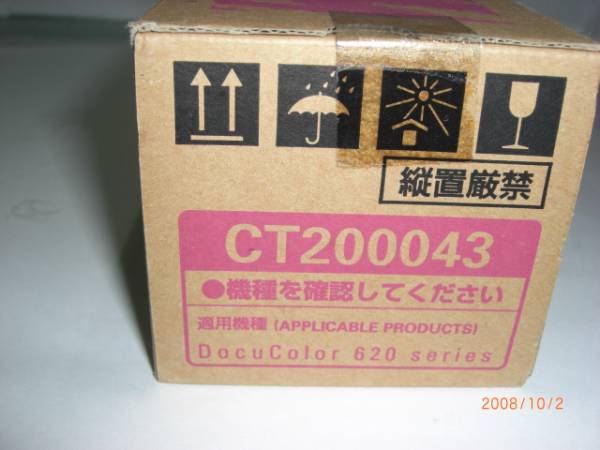 縦置厳禁
CT200043
●機種を確認してください
適用機種 (APPLICABLE PRODUCTS)
DocuColor 620 series
2008/10/2